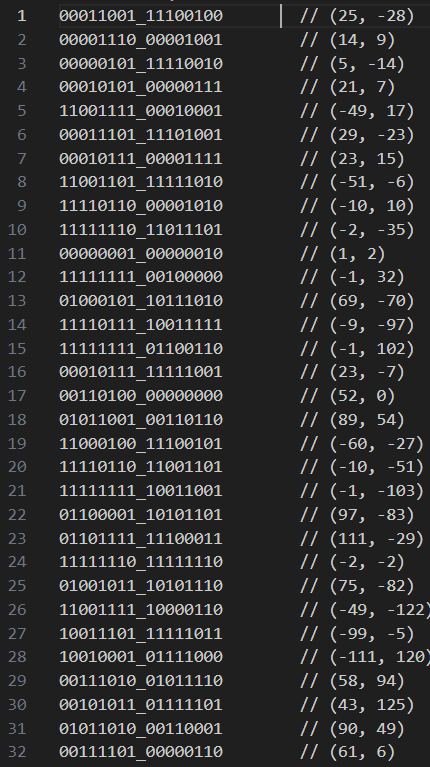 1 00011001_11100100 // (25, -28)
2 00001110_00001001 // (14, 9)
3 00000101_11110010 // (5, -14)
4 00010101_00000111 // (21, 7)
5 11001111_00010001 // (-49, 17)
6 00011101_11101001 // (29, -23)
7 00010111_00001111 // (23, 15)
8 11001101_11111010 // (-51, -6)
9 11110110_00001010 // (-10, 10)
10 11111110_11011101 // (-2, -35)
11 00000001_00000010 // (1, 2)
12 11111111_00100000 // (-1, 32)
13 01000101_10111010 // (69, -70)
14 11110111_10011111 // (-9, -97)
15 11111111_01100110 // (-1, 102)
16 00010111_11111001 // (23, -7)
17 00110100_00000000 // (52, 0)
18 01011001_00110110 // (89, 54)
19 11000100_11100101 // (-60, -27)
20 11110110_11001101 // (-10, -51)
21 11111111_10011001 // (-1, -103)
22 01100001_10101101 // (97, -83)
23 01101111_11100011 // (111, -29)
24 11111110_11111110 // (-2, -2)
25 01001011_10101110 // (75, -82)
26 11001111_10000110 // (-49, -122)
27 10011101_11111011 // (-99, -5)
28 10010001_01111000 // (-111, 120)
29 00111010_01011110 // (58, 94)
30 00101011_01111101 // (43, 125)
31 01011010_00110001 // (90, 49)
32 00111101_00000110 // (61, 6)